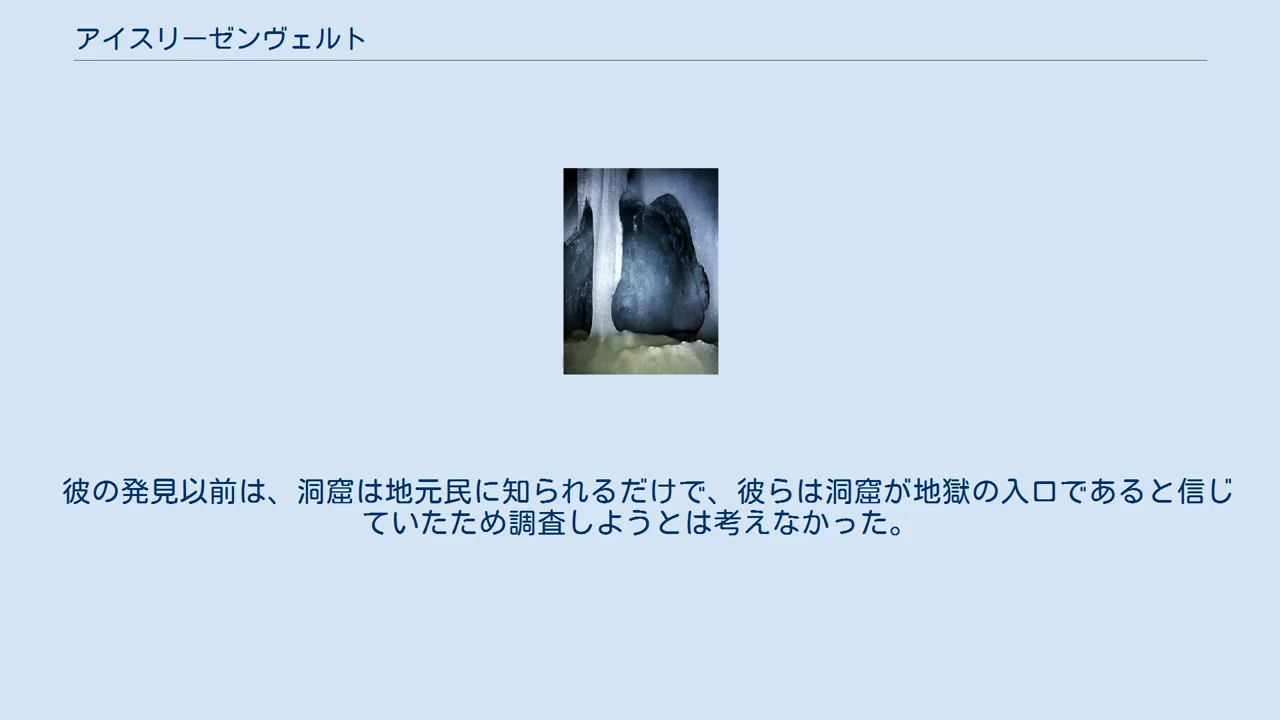 アイスリーゼンヴェルト
彼の発見以前は、洞窟は地元民に知られるだけで、彼らは洞窟が地獄の入口であると信じ
ていたため調査しようとは考えなかった。